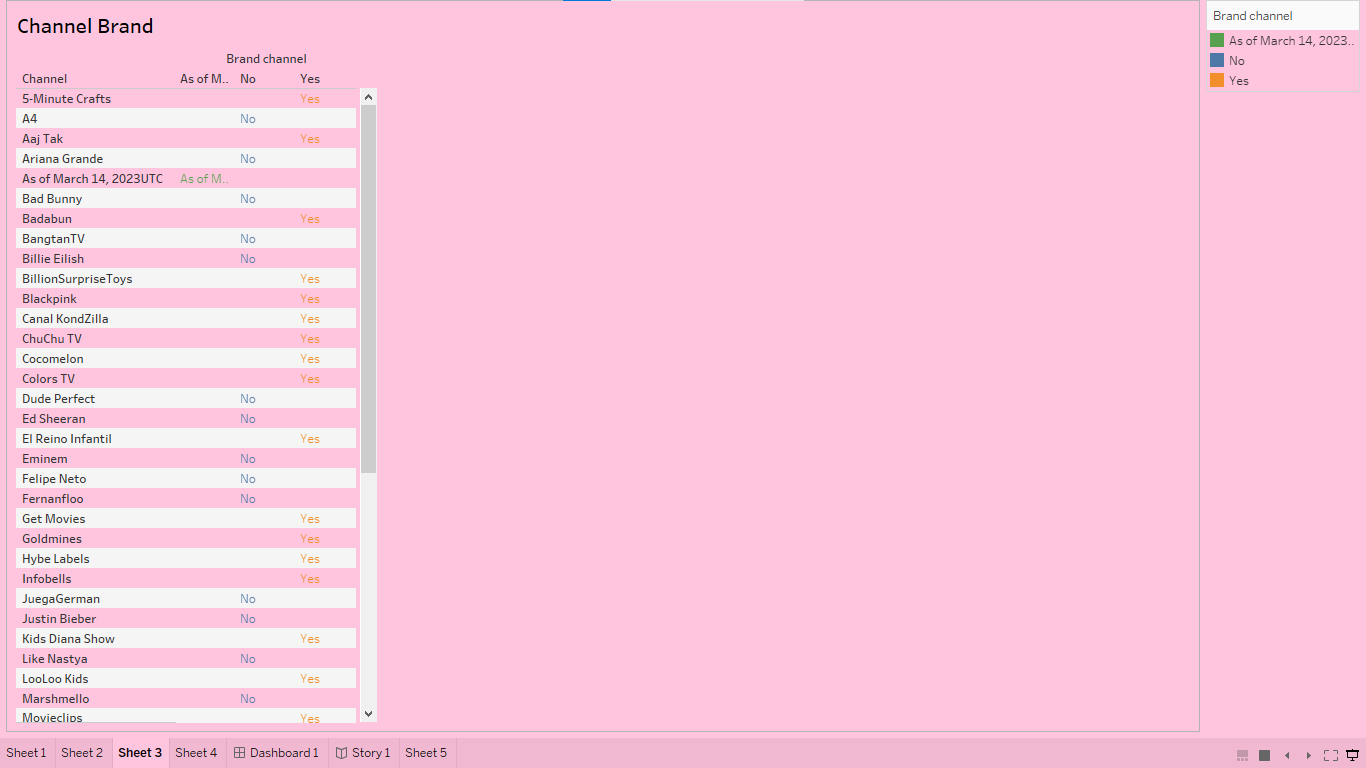 Channel Brand
Brand channel
Channel As of M.. No Yes
5-Minute Crafts Yes
A4 No
Aaj Tak Yes
Ariana Grande No
As of March 14, 2023UTC As of M..
Bad Bunny No
Badabun Yes
BangtanTV No
Billie Eilish No
BillionSurpriseToys Yes
Blackpink Yes
Canal KondZilla Yes
ChuChu TV Yes
Cocomelon Yes
Colors TV Yes
Dude Perfect No
Ed Sheeran No
El Reino Infantil Yes
Eminem No
Felipe Neto No
Fernanfloo No
Get Movies Yes
Goldmines Yes
Hybe Labels Yes
Infobells Yes
JuegaGerman No
Justin Bieber No
Kids Diana Show Yes
Like Nastya No
LooLoo Kids Yes
Marshmello No
Movieclips Yes
Brand channel
As of March 14, 2023..
No
Yes
Sheet 1 Sheet 2 Sheet 3 Sheet 4 Dashboard 1 Story 1 Sheet 5